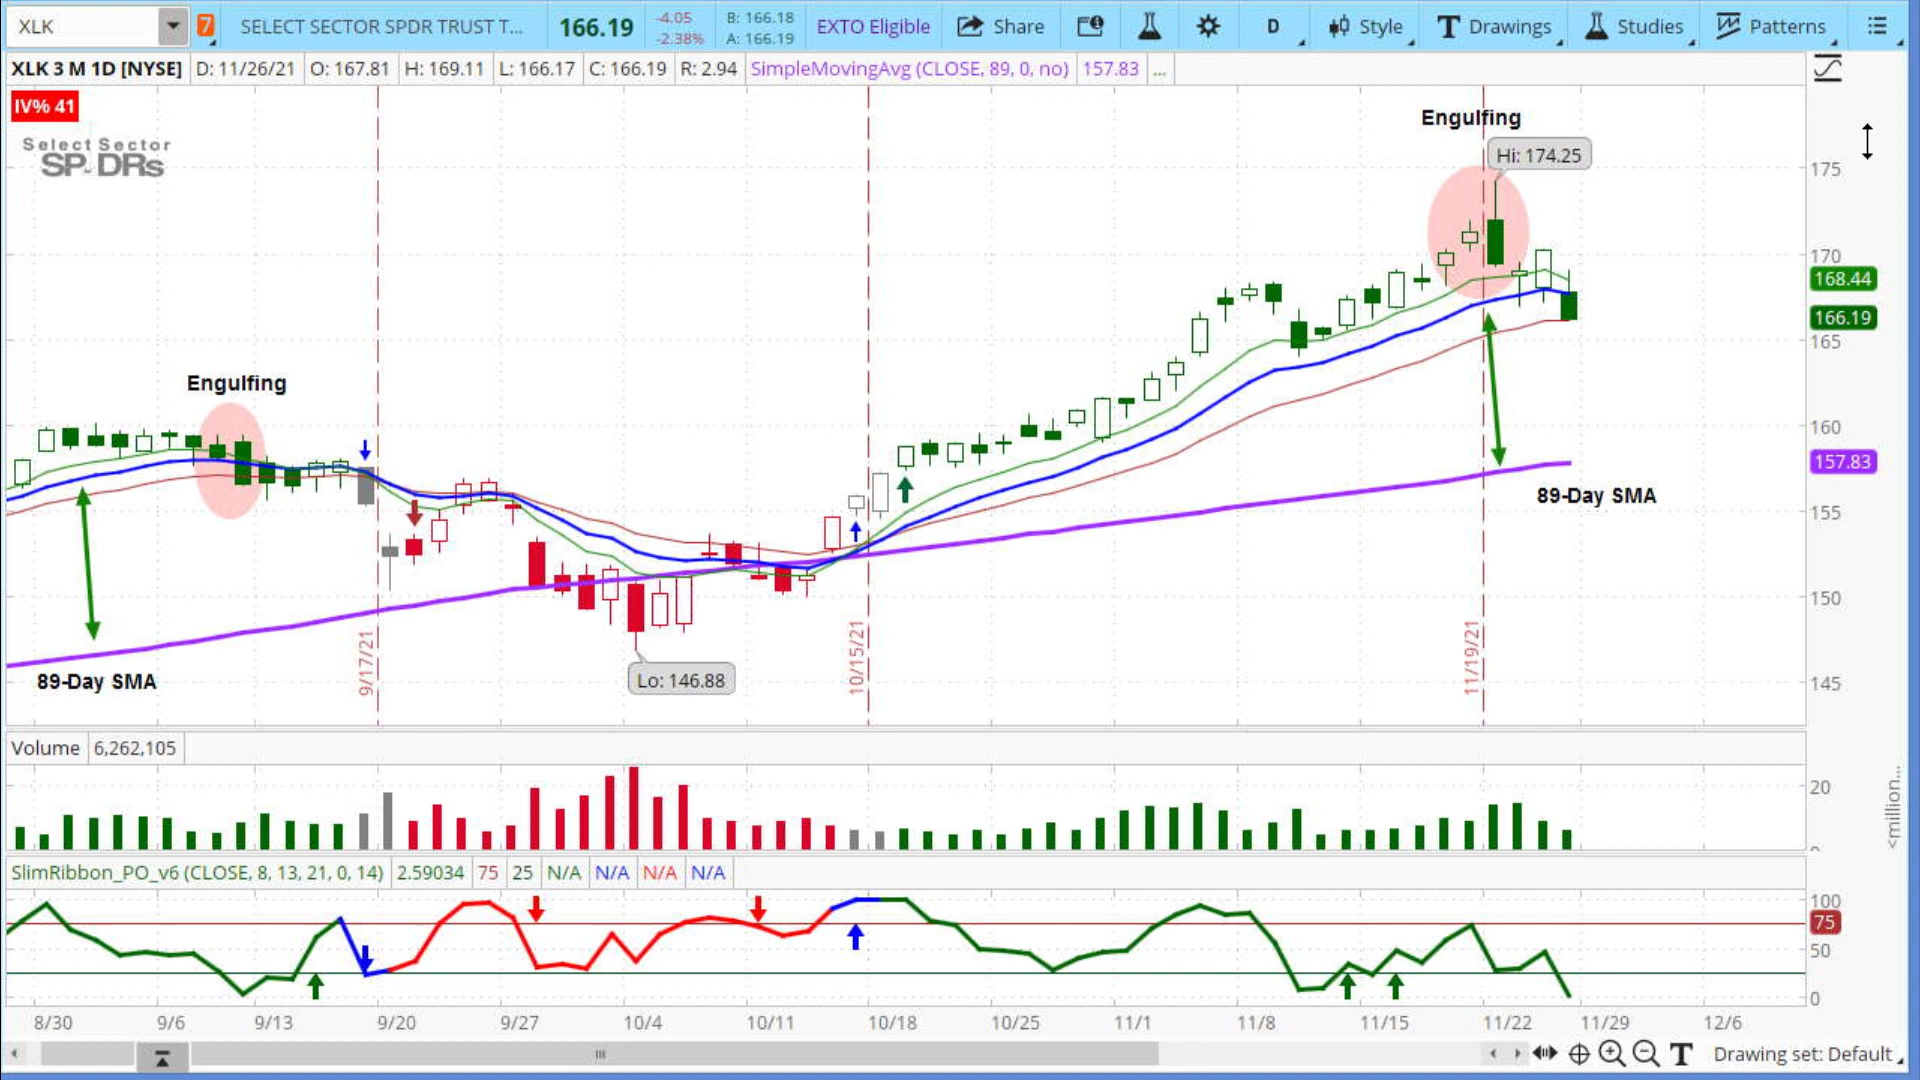 XLK 7 SELECT SECTOR SPDR TRUST T... 166.19 -4.05 -2.38% B: 166.18 A: 166.19 EXTO Eligible Share D Style Drawings Studies Patterns
XLK 3 M 1D [NYSE] D: 11/26/21 O: 167.81 H: 169.11 L: 166.17 C: 166.19 R: 2.94 SimpleMovingAvg (CLOSE, 89, 0, no) 157.83 ...
IV% 41
Select Sector
SPDRs
Engulfing
Hi: 174.25
175
170
168.44
166.19
165
Engulfing
160
157.83
89-Day SMA
155
150
9/17/21
10/15/21
11/19/21
Lo: 146.88
89-Day SMA
145
Volume 6,262,105
20
0
<million...
SlimRibbon_PO_v6 (CLOSE, 8, 13, 21, 0, 14) 2.59034 75 25 N/A N/A N/A N/A
100
75
50
0
8/30 9/6 9/13 9/20 9/27 10/4 10/11 10/18 10/25 11/1 11/8 11/15 11/22 11/29 12/6
Drawing set: Default